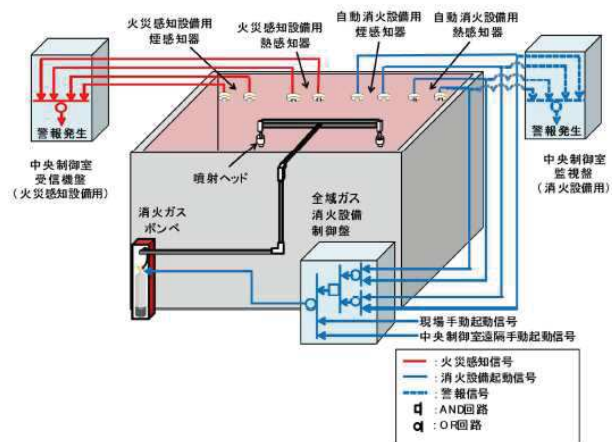 火災感知設備用
煙感知器
火災感知設備用
熱感知器
自動消火設備用
煙感知器
自動消火設備用
熱感知器
警報発生
中央制御室
受信機盤
(火災感知設備用)
警報発生
中央制御室
監視盤
(消火設備用)
噴射ヘッド
消火ガス
ボンベ
全域ガス
消火設備
制御盤
現場手動起動信号
中央制御室遠隔手動起動信号
:火災感知信号
:消火設備起動信号
:警報信号
:AND回路
:OR回路